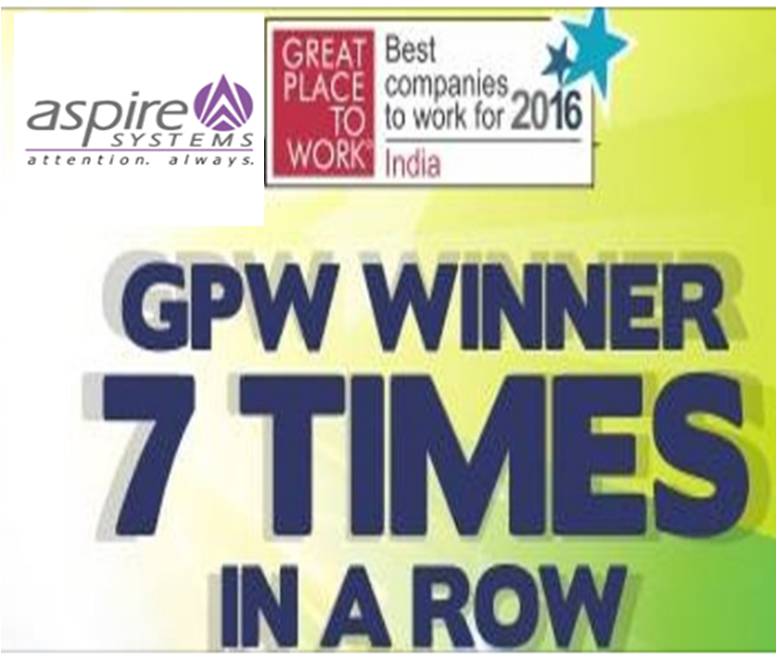 aspire
SYSTEMS
attention. always.
GREAT
PLACE
TO
WORK®
Best
companies
to work for 2016
India
GPW WINNER
7 TIMES
IN A ROW